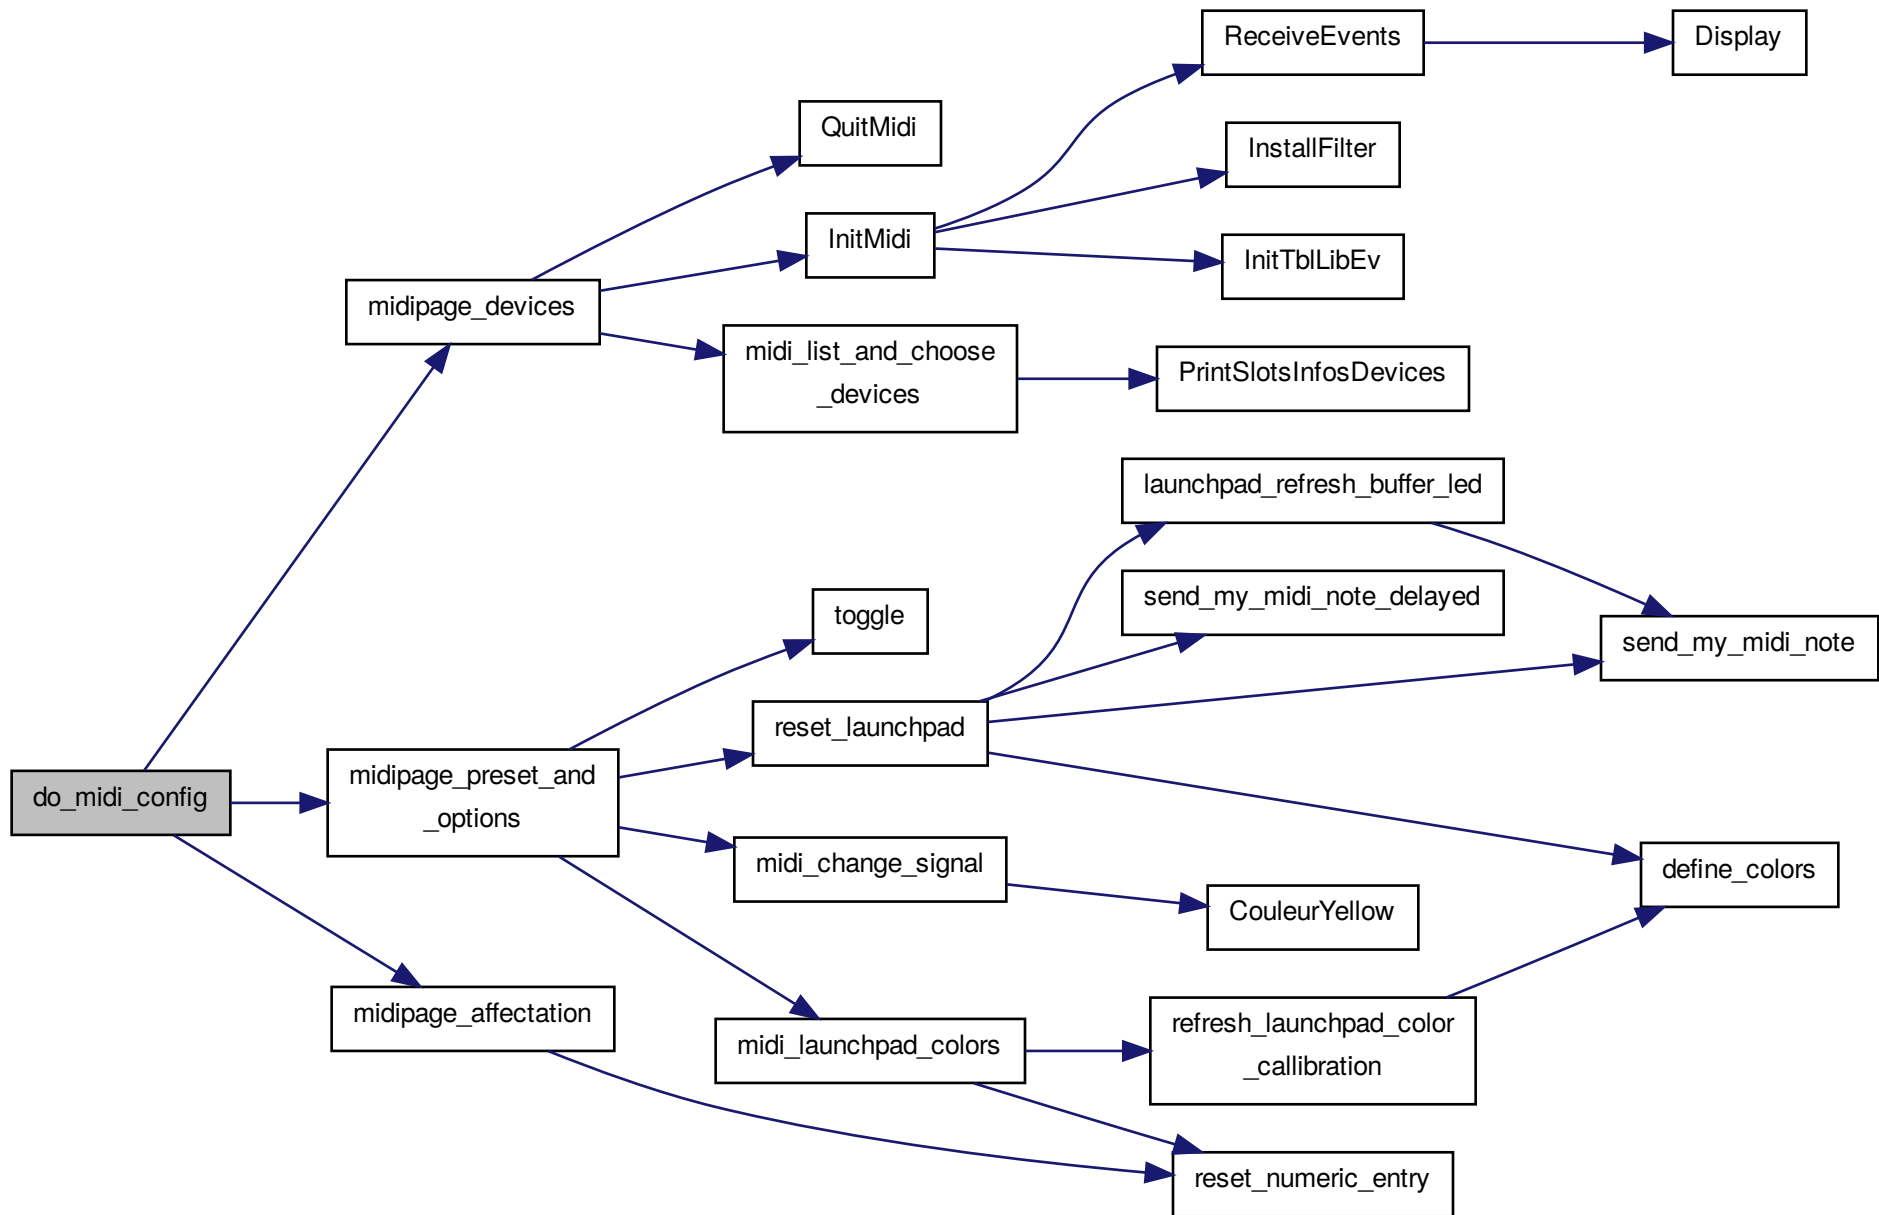 ReceiveEvents
Display
QuitMidi
InstallFilter
InitMidi
InitTblLibEv
midipage_devices
midi_list_and_choose
_devices
PrintSlotsInfosDevices
launchpad_refresh_buffer_led
send_my_midi_note_delayed
toggle
send_my_midi_note
reset_launchpad
midipage_preset_and
_options
do_midi_config
midi_change_signal
define_colors
CouleurYellow
midipage_affectation
midi_launchpad_colors
refresh_launchpad_color
_callibration
reset_numeric_entry